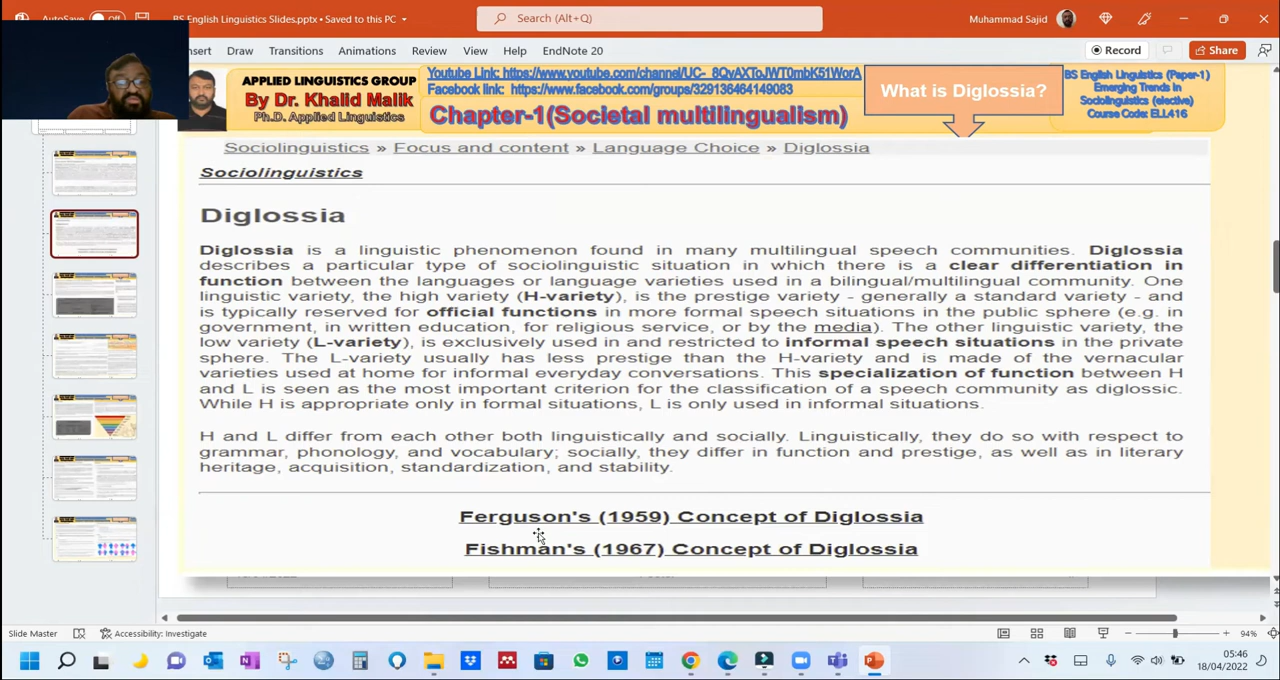 AutoSave Off BS English Linguistics Slides.pptx • Saved to this PC Search (Alt+Q) Muhammad Sajid
nsert Draw Transitions Animations Review View Help EndNote 20 Record Share
APPLIED LINGUISTICS GROUP
By Dr. Khalid Malik
Ph.D. Applied Linguistics
Youtube Link: https://www.youtube.com/channel/UC-_8QyAXToJWT0mbK51WorA
Facebook link: https://www.facebook.com/groups/329136464149083
Chapter-1(Societal multilingualism)
What is Diglossia?
BS English Linguistics (Paper-1)
Emerging Trends in
Sociolinguistics (elective)
Course Code: ELL416
Sociolinguistics » Focus and content » Language Choice » Diglossia
Sociolinguistics
Diglossia
Diglossia is a linguistic phenomenon found in many multilingual speech communities. Diglossia
describes a particular type of sociolinguistic situation in which there is a clear differentiation in
function between the languages or language varieties used in a bilingual/multilingual community. One
linguistic variety, the high variety (H-variety), is the prestige variety - generally a standard variety - and
is typically reserved for official functions in more formal speech situations in the public sphere (e.g. in
government, in written education, for religious service, or by the media). The other linguistic variety, the
low variety (L-variety), is exclusively used in and restricted to informal speech situations in the private
sphere. The L-variety usually has less prestige than the H-variety and is made of the vernacular
varieties used at home for informal everyday conversations. This specialization of function between H
and L is seen as the most important criterion for the classification of a speech community as diglossic.
While H is appropriate only in formal situations, L is only used in informal situations.
H and L differ from each other both linguistically and socially. Linguistically, they do so with respect to
grammar, phonology, and vocabulary; socially, they differ in function and prestige, as well as in literary
heritage, acquisition, standardization, and stability.
Ferguson's (1959) Concept of Diglossia
Fishman's (1967) Concept of Diglossia
Slide Master Accessibility: Investigate 94%
05:46
18/04/2022